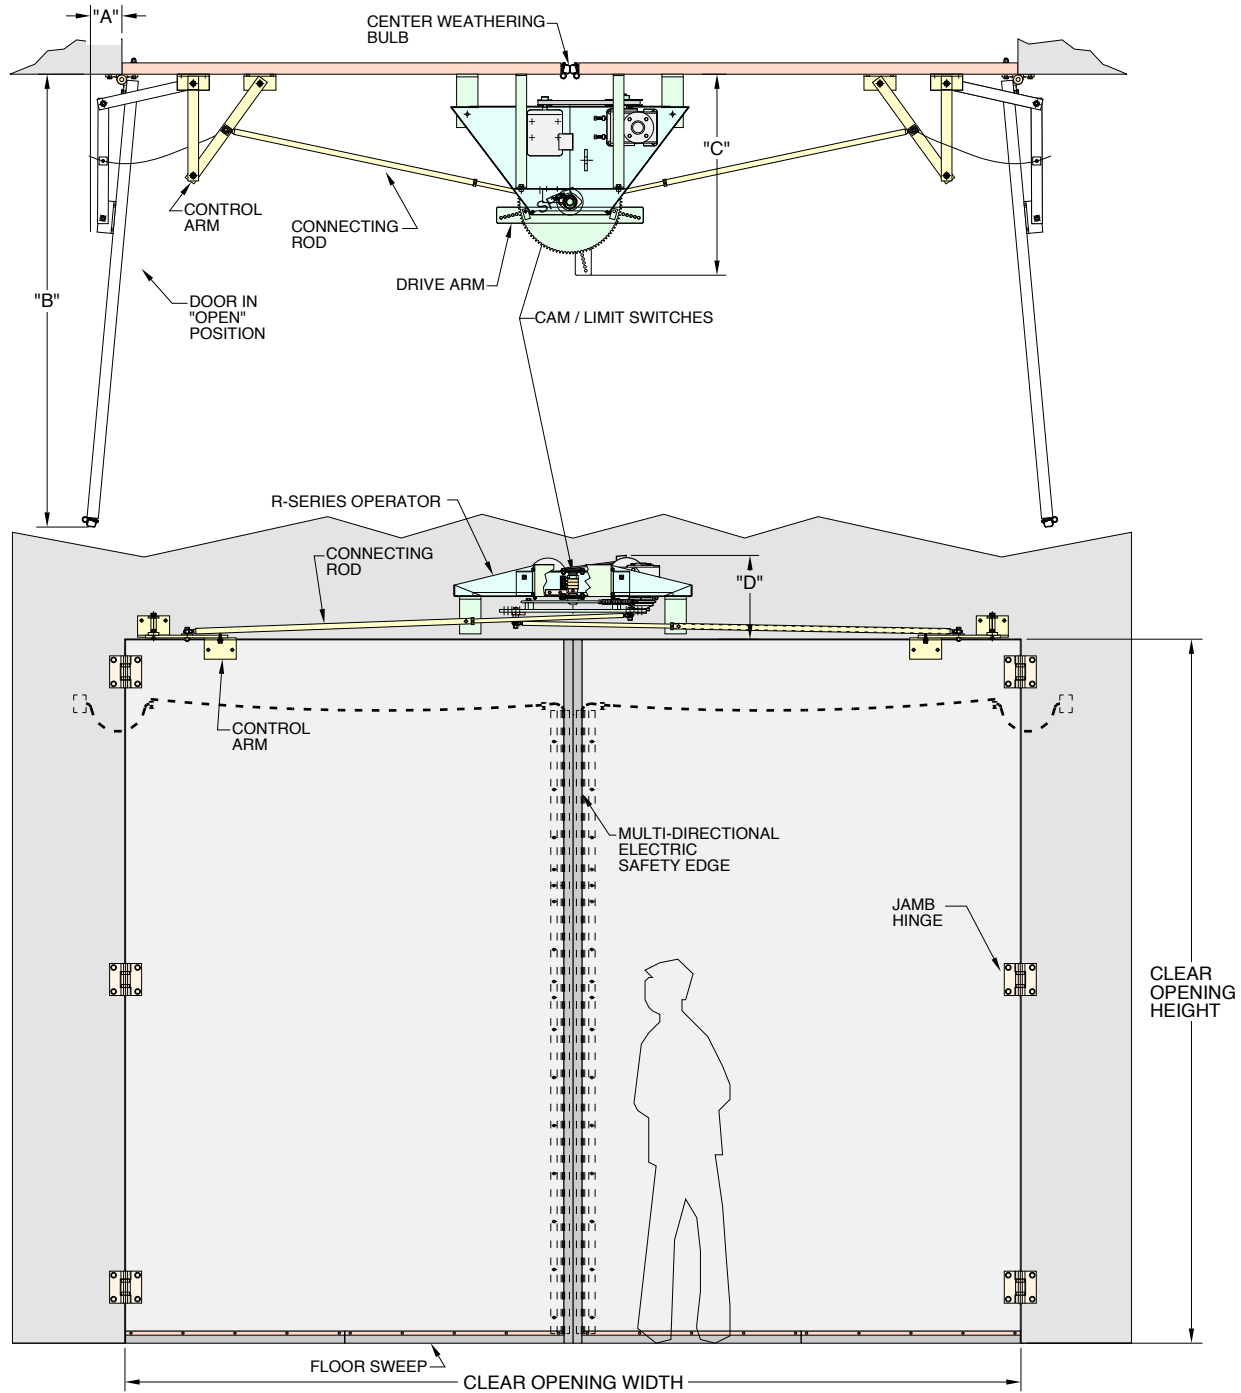 "A"
CENTER WEATHERING
BULB
"C"
CONTROL
ARM
CONNECTING
ROD
DRIVE ARM
"B"
DOOR IN
"OPEN"
POSITION
CAM / LIMIT SWITCHES
R-SERIES OPERATOR
CONNECTING
ROD
"D"
CONTROL
ARM
MULTI-DIRECTIONAL
ELECTRIC
SAFETY EDGE
JAMB
HINGE
CLEAR
OPENING
HEIGHT
FLOOR SWEEP
CLEAR OPENING WIDTH